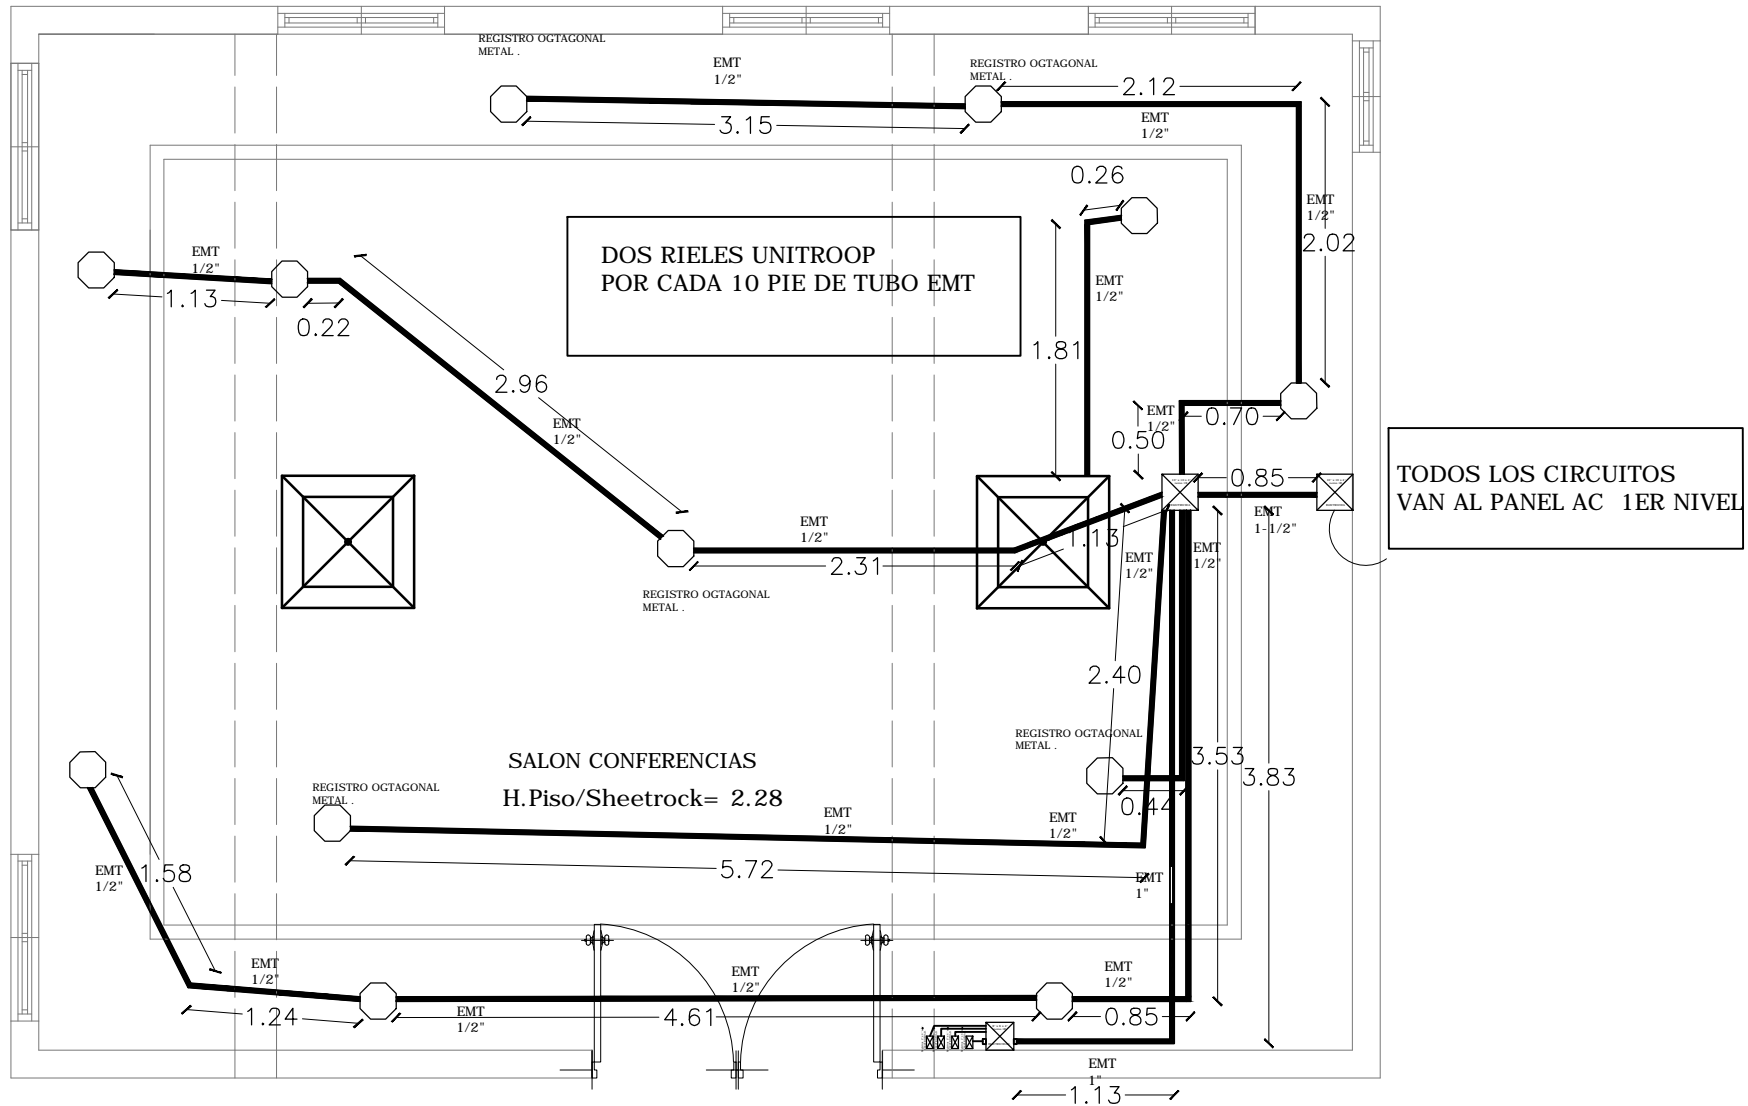 REGISTRO OGTAGONAL
METAL .
EMT
1/2"
REGISTRO OGTAGONAL
METAL .
2.12
3.15
EMT
1/2"
0.26
EMT
1/2"
2.02
DOS RIELES UNITROOP
POR CADA 10 PIE DE TUBO EMT
EMT
1/2"
1.13
0.22
EMT
1/2"
1.81
2.96
EMT
1/2"
EMT
1/2"
0.50
0.70
TODOS LOS CIRCUITOS
VAN AL PANEL AC 1ER NIVEL
0.85
EMT
1-1/2"
EMT
1/2"
2.31
1.13
EMT
1/2"
EMT
1/2"
REGISTRO OGTAGONAL
METAL .
2.40
REGISTRO OGTAGONAL
METAL .
3.53
3.83
0.44
SALON CONFERENCIAS
H.Piso/Sheetrock= 2.28
REGISTRO OGTAGONAL
METAL .
EMT
1/2"
EMT
1/2"
5.72
EMT
1"
1.58
EMT
1/2"
EMT
1/2"
1.24
EMT
1/2"
4.61
EMT
1/2"
EMT
1/2"
0.85
EMT
1"
1.13